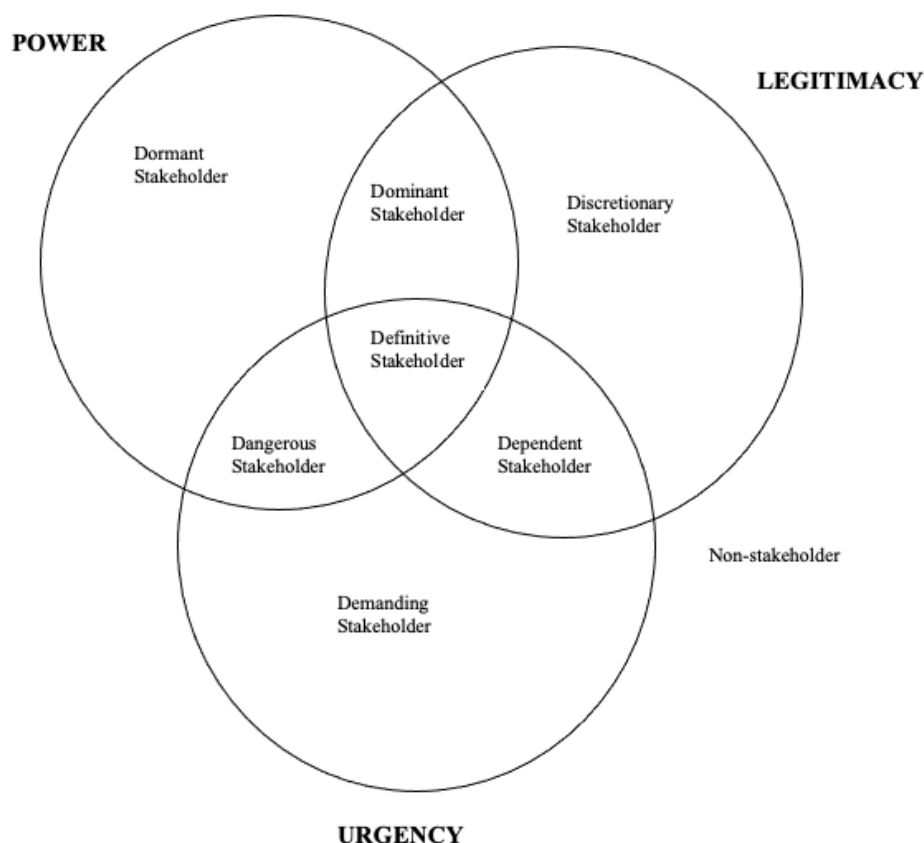 POWER
LEGITIMACY
Dormant
Stakeholder
Dominant
Stakeholder
Discretionary
Stakeholder
Definitive
Stakeholder
Dangerous
Stakeholder
Dependent
Stakeholder
Non-stakeholder
Demanding
Stakeholder
URGENCY